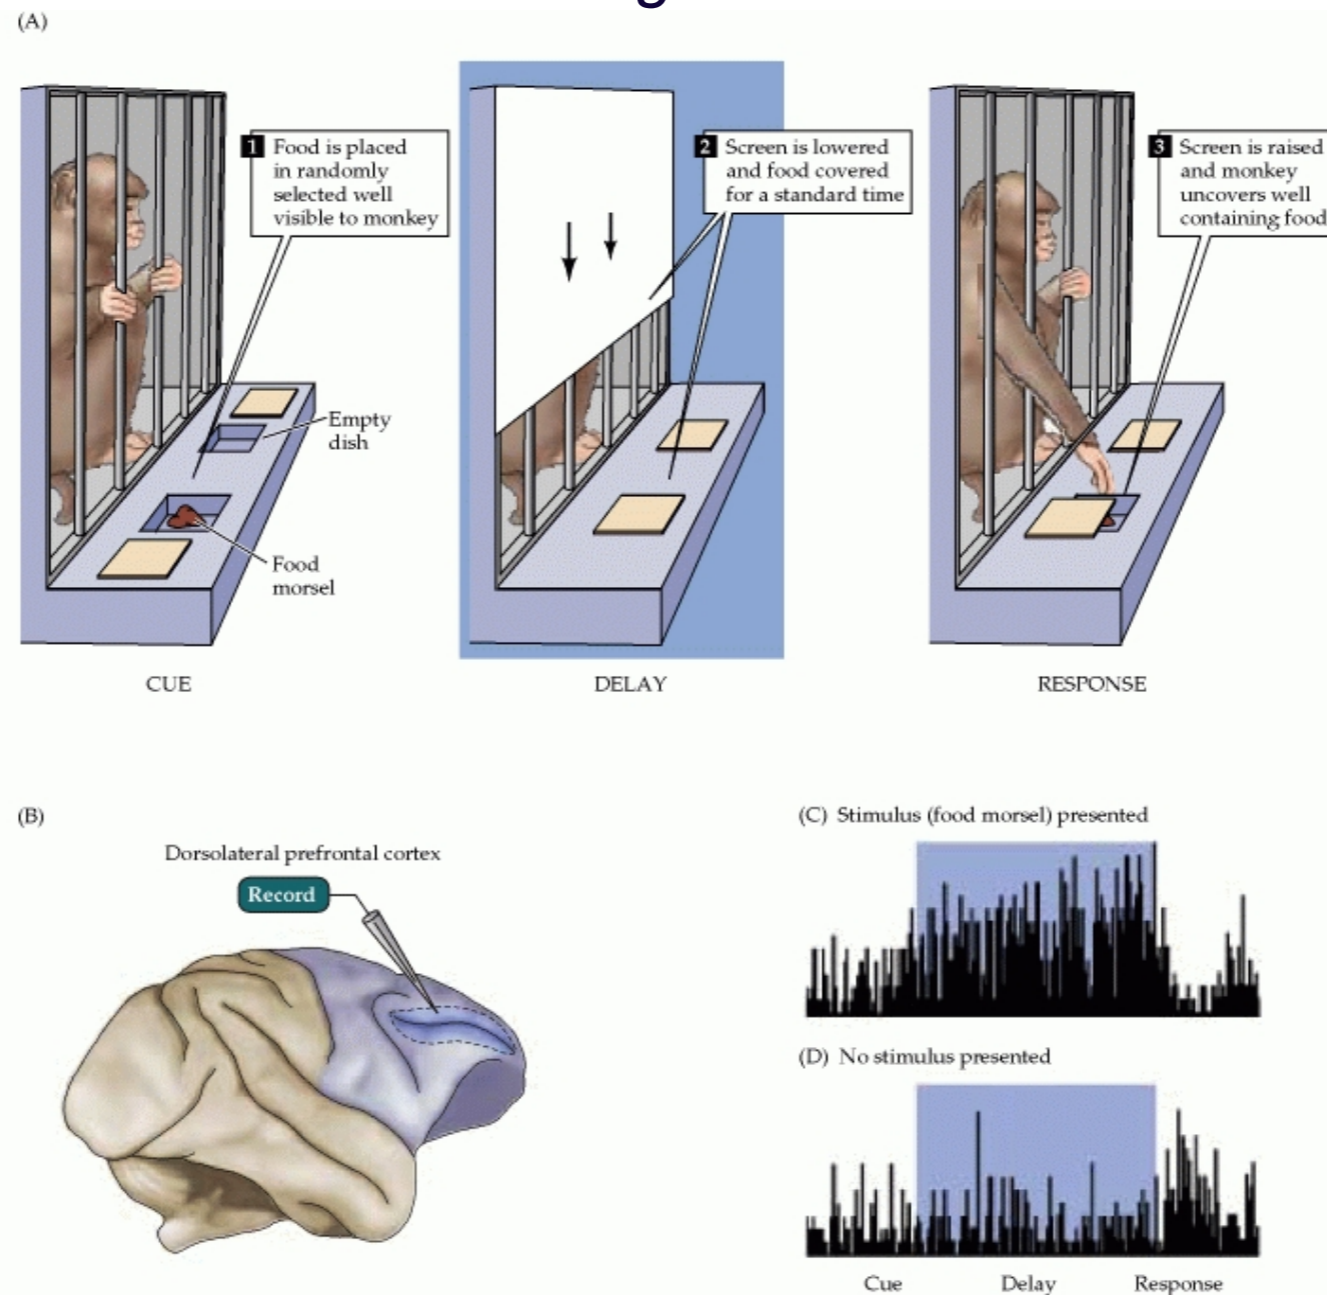 (A)
1 Food is placed
in randomly
selected well
visible to monkey
2 Screen is lowered
and food covered
for a standard time
3 Screen is raised
and monkey
uncovers well
containing food
Empty
dish
Food
morsel
CUE
DELAY
RESPONSE
(B)
Dorsolateral prefrontal cortex
Record
(C) Stimulus (food morsel) presented
(D) No stimulus presented
Cue Delay Response